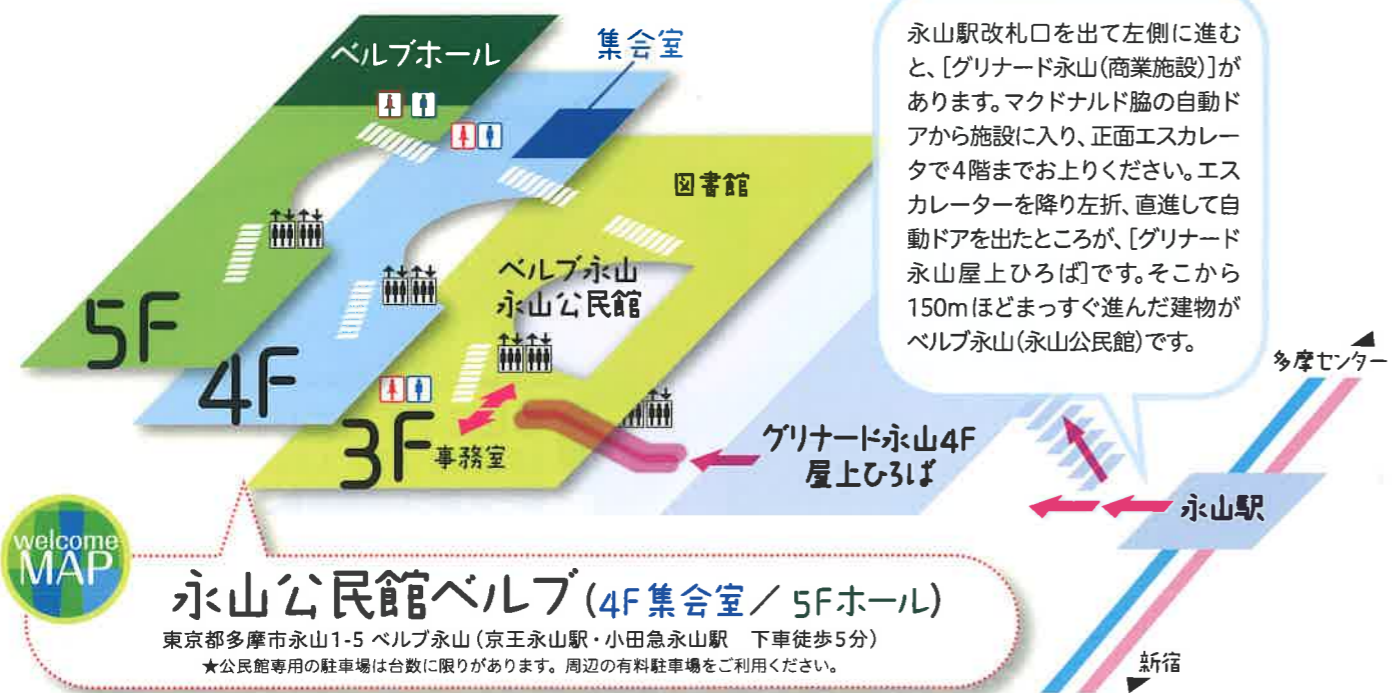 永山駅改札口を出て左側に進む
と、[グリナード永山(商業施設)]が
あります。マクドナルド脇の自動ド
アから施設に入り、正面エスカレー
タで4階までお上りください。エス
カレーターを降り左折、直進して自
動ドアを出たところが、[グリナード
永山屋上ひろば]です。そこから
150mほどまっすぐ進んだ建物が
ベルブ永山(永山公民館)です。
ベルブホール
集会室
図書館
ベルブ永山
永山公民館
5F
4F
3F
事務室
グリナード永山4F
屋上ひろば
多摩センター
永山駅
新宿
welcome
MAP
永山公民館ベルブ(4F集会室/5Fホール)
東京都多摩市永山1-5 ベルブ永山(京王永山駅・小田急永山駅 下車徒歩5分)
★公民館専用の駐車場は台数に限りがあります。周辺の有料駐車場をご利用ください。